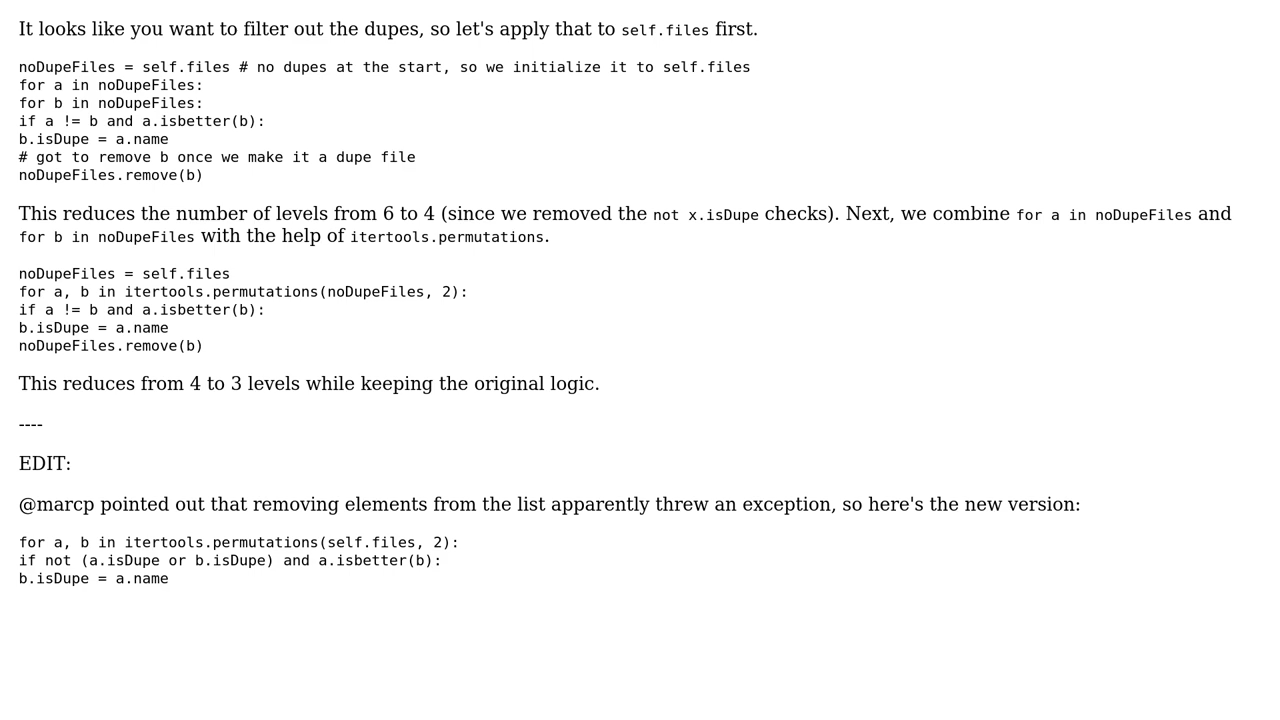 It looks like you want to filter out the dupes, so let's apply that to self.files first.
noDupeFiles = self.files # no dupes at the start, so we initialize it to self.files
for a in noDupeFiles:
for b in noDupeFiles:
if a != b and a.isbetter(b):
b.isDupe = a.name
# got to remove b once we make it a dupe file
noDupeFiles.remove(b)
This reduces the number of levels from 6 to 4 (since we removed the not x.isDupe checks). Next, we combine for a in noDupeFiles and
for b in noDupeFiles with the help of itertools.permutations.
noDupeFiles = self.files
for a, b in itertools.permutations(noDupeFiles, 2):
if a != b and a.isbetter(b):
b.isDupe = a.name
noDupeFiles.remove(b)
This reduces from 4 to 3 levels while keeping the original logic.
----
EDIT:
@marcp pointed out that removing elements from the list apparently threw an exception, so here's the new version:
for a, b in itertools.permutations(self.files, 2):
if not (a.isDupe or b.isDupe) and a.isbetter(b):
b.isDupe = a.name